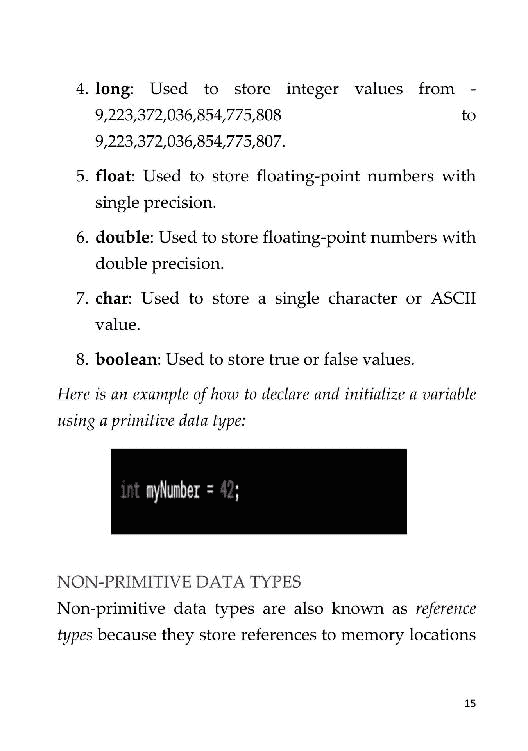 4. long: Used to store integer values from -
9,223,372,036,854,775,808 to
9,223,372,036,854,775,807.
5. float: Used to store floating-point numbers with
single precision.
6. double: Used to store floating-point numbers with
double precision.
7. char: Used to store a single character or ASCII
value.
8. boolean: Used to store true or false values.
Here is an example of how to declare and initialize a variable
using a primitive data type:
int myNumber = 42;
NON-PRIMITIVE DATA TYPES
Non-primitive data types are also known as reference
types because they store references to memory locations
15